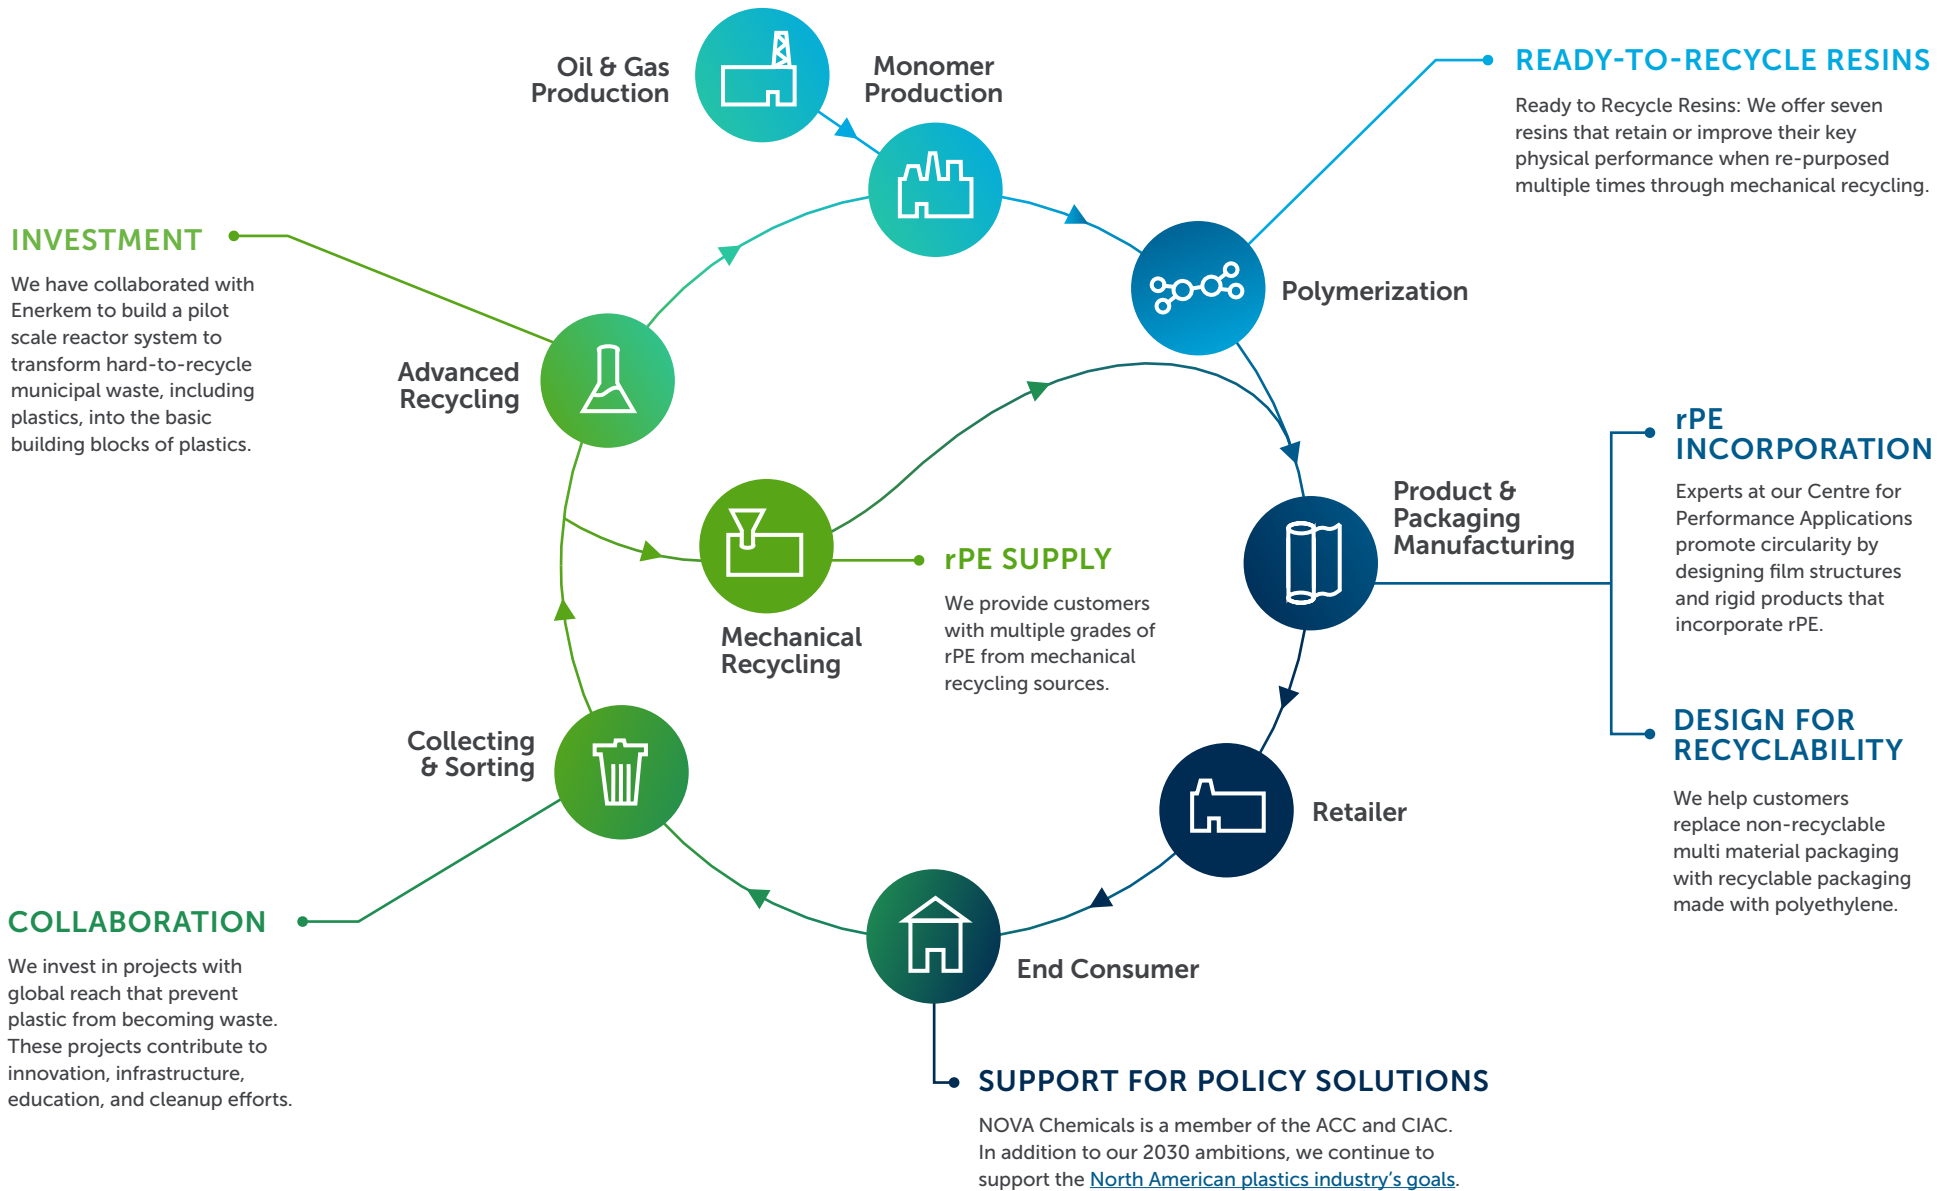 Oil & Gas
Production
Monomer
Production
READY-TO-RECYCLE RESINS
Ready to Recycle Resins: We offer seven
resins that retain or improve their key
physical performance when re-purposed
multiple times through mechanical recycling.
INVESTMENT
We have collaborated with
Enerkem to build a pilot
scale reactor system to
transform hard-to-recycle
municipal waste, including
plastics, into the basic
building blocks of plastics.
Polymerization
Advanced
Recycling
rPE
INCORPORATION
Experts at our Centre for
Performance Applications
promote circularity by
designing film structures
and rigid products that
incorporate rPE.
Product &
Packaging
Manufacturing
rPE SUPPLY
We provide customers
with multiple grades of
rPE from mechanical
recycling sources.
Mechanical
Recycling
DESIGN FOR
RECYCLABILITY
We help customers
replace non-recyclable
multi material packaging
with recyclable packaging
made with polyethylene.
Collecting
& Sorting
Retailer
COLLABORATION
We invest in projects with
global reach that prevent
plastic from becoming waste.
These projects contribute to
innovation, infrastructure,
education, and cleanup efforts.
End Consumer
SUPPORT FOR POLICY SOLUTIONS
NOVA Chemicals is a member of the ACC and CIAC.
In addition to our 2030 ambitions, we continue to
support the North American plastics industry's goals.